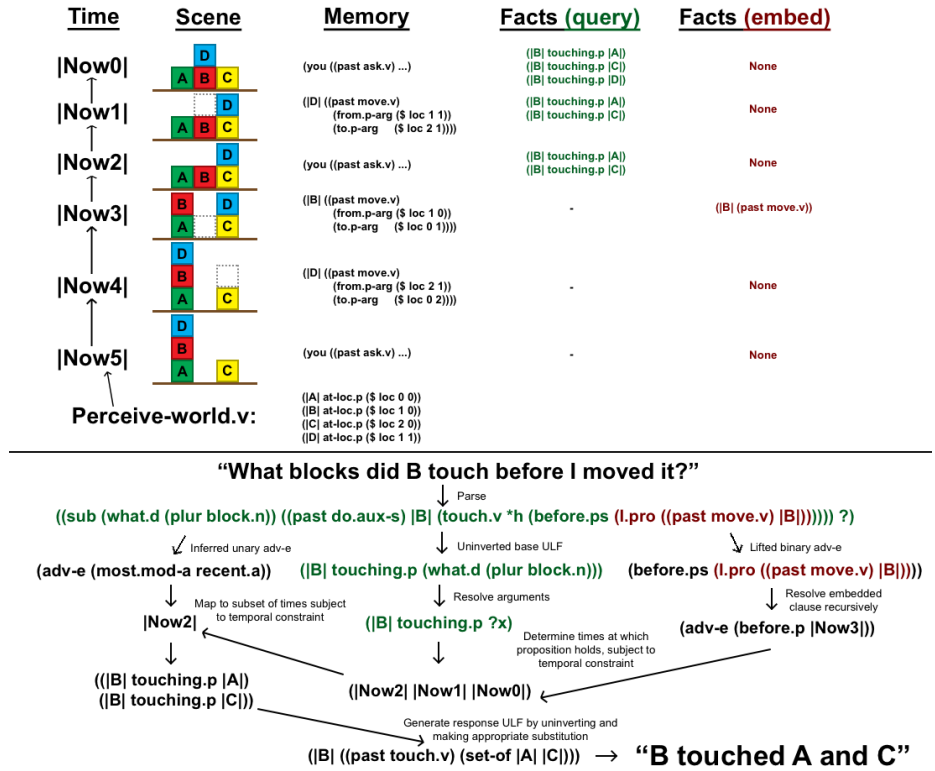 Time Scene Memory Facts (query) Facts (embed)
|Now0|
D
A B C
(you ((past ask.v) ...)
(|B| touching.p |A|)
(|B| touching.p |C|)
(|B| touching.p |D|)
None
|Now1|
D
A B C
(|D| ((past move.v)
(from.p-arg ($ loc 1 1))
(to.p-arg ($ loc 2 1))))
(|B| touching.p |A|)
(|B| touching.p |C|)
None
|Now2|
D
A B C
(you ((past ask.v) ...)
(|B| touching.p |A|)
(|B| touching.p |C|)
None
|Now3|
B D
A C
(|B| ((past move.v)
(from.p-arg ($ loc 1 0))
(to.p-arg ($ loc 0 1))))
-
(|B| (past move.v))
|Now4|
D
B
A C
(|D| ((past move.v)
(from.p-arg ($ loc 2 1))
(to.p-arg ($ loc 0 2))))
-
None
|Now5|
D
B
A C
(you ((past ask.v) ...)
-
None
Perceive-world.v:
(|A| at-loc.p ($ loc 0 0))
(|B| at-loc.p ($ loc 1 0))
(|C| at-loc.p ($ loc 2 0))
(|D| at-loc.p ($ loc 1 1))
“What blocks did B touch before I moved it?”
Parse
((sub (what.d (plur block.n)) ((past do.aux-s) |B| (touch.v *h (before.ps (I.pro ((past move.v) |B|)))))) ?)
Inferred unary adv-e
Uninverted base ULF
Lifted binary adv-e
(adv-e (most.mod-a recent.a))
(|B| touching.p (what.d (plur block.n)))
(before.ps (I.pro ((past move.v) |B|))))
Map to subset of times subject
to temporal constraint
Resolve arguments
Resolve embedded
clause recursively
|Now2|
(|B| touching.p ?x)
(adv-e (before.p |Now3|))
Determine times at which
proposition holds, subject to
temporal constraint
((|B| touching.p |A|)
(|B| touching.p |C|))
(|Now2| |Now1| |Now0|)
Generate response ULF by uninverting and
making appropriate substitution
(|B| ((past touch.v) (set-of |A| |C|)))
“B touched A and C”